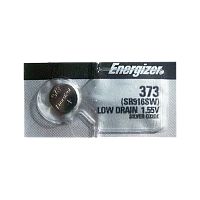 Energizer
373
(SR916SW)
LOW DRAIN 1.55V
SILVER OXIDE